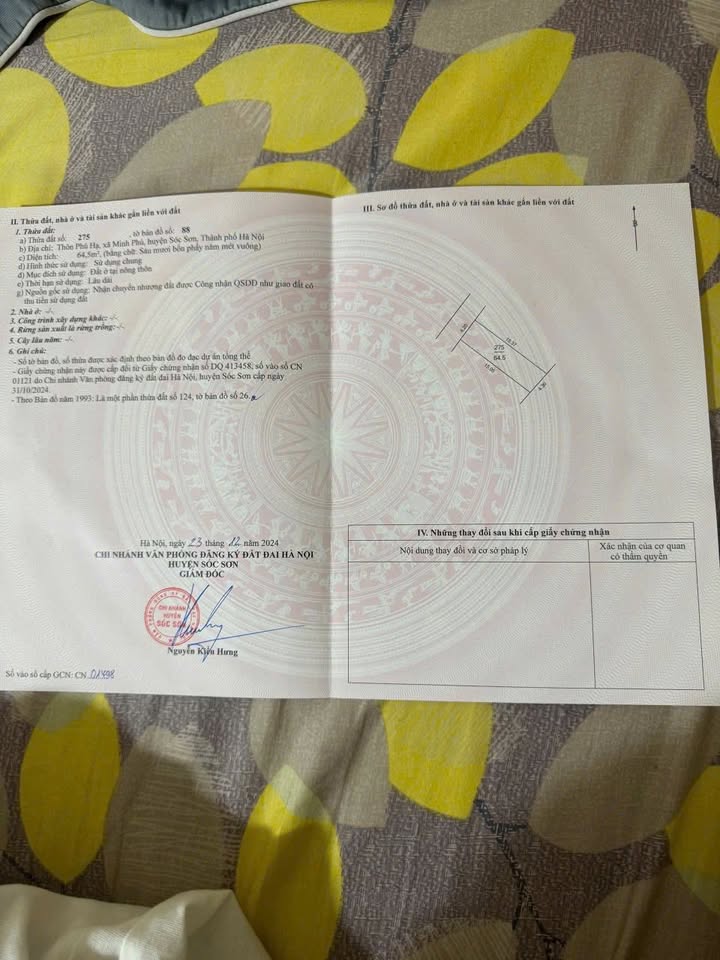 II. Thửa đất, nhà ở và tài sản khác gắn liền với đất
1. Thửa đất:
a) Thửa đất số: 275 , tờ bản đồ số: 88
b) Địa chỉ: Thôn Phú Hạ, xã Minh Phú, huyện Sóc Sơn, Thành phố Hà Nội
c) Diện tích: 64,5m², (bằng chữ: Sáu mươi bốn phẩy năm mét vuông)
d) Hình thức sử dụng: Sử dụng chung
đ) Mục đích sử dụng: Đất ở tại nông thôn
e) Thời hạn sử dụng: Lâu dài
g) Nguồn gốc sử dụng: Nhận chuyển nhượng đất được Công nhận QSDĐ như giao đất có
thu tiền sử dụng đất
2. Nhà ở: -/-.
3. Công trình xây dựng khác: -/-
4. Rừng sản xuất là rừng trồng: -/-
5. Cây lâu năm: -/-.
6. Ghi chú:
- Số tờ bản đồ, số thửa được xác định theo bản đồ đo đạc dự án tổng thể
- Giấy chứng nhận này được cấp đổi từ Giấy chứng nhận số DQ 413458, số vào sổ CN
01121 do Chi nhánh Văn phòng đăng ký đất đai Hà Nội, huyện Sóc Sơn cấp ngày
31/10/2024.
- Theo Bản đồ năm 1993: Là một phần thửa đất số 124, tờ bản đồ số 26.
Hà Nội, ngày 23 tháng 12 năm 2024
CHI NHÁNH VĂN PHÒNG ĐĂNG KÝ ĐẤT ĐAI HÀ NỘI
HUYỆN SÓC SƠN
GIÁM ĐỐC
CHI NHÁNH
HUYỆN
SÓC SƠN
Nguyễn Kiều Hưng
Số vào sổ cấp GCN: CN 01498
III. Sơ đồ thửa đất, nhà ở và tài sản khác gắn liền với đất
B
275
64.5
IV. Những thay đổi sau khi cấp giấy chứng nhận
Nội dung thay đổi và cơ sở pháp lý
Xác nhận của cơ quan
có thẩm quyền